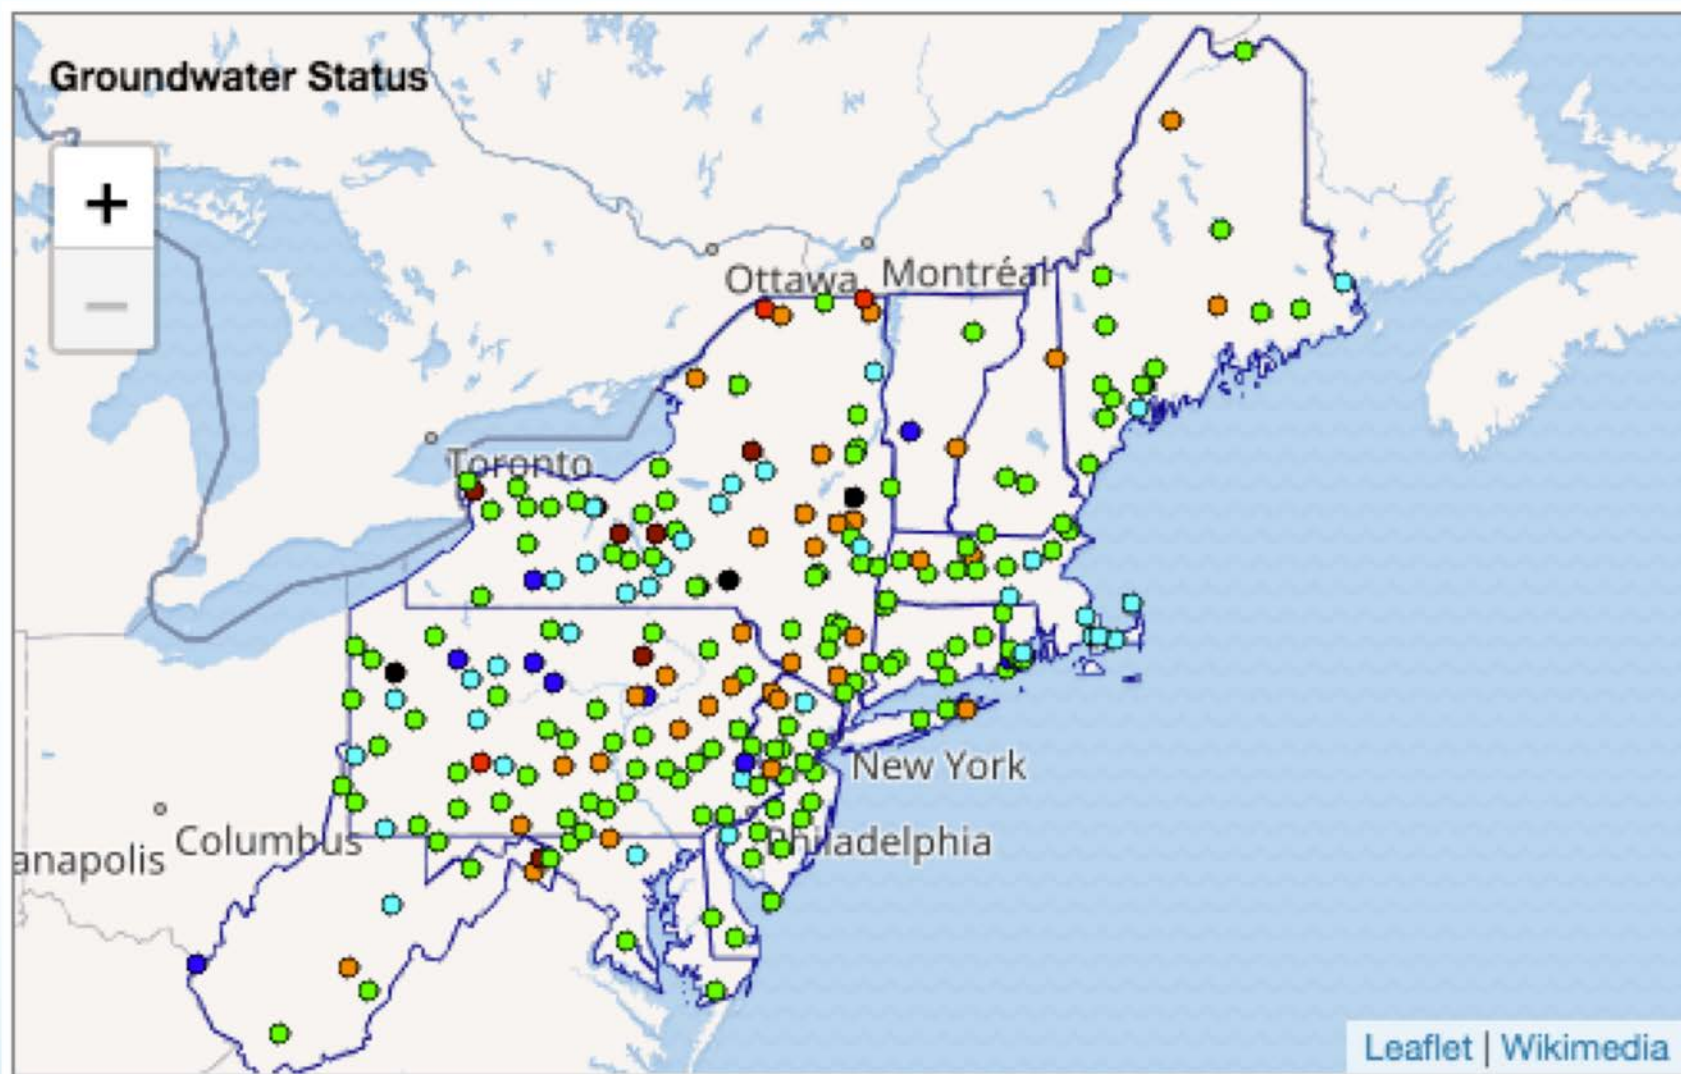 Groundwater Status
+
−
Ottawa
Montréal
Toronto
New York
Columbus
Philadelphia
anapolis
Leaflet | Wikimedia